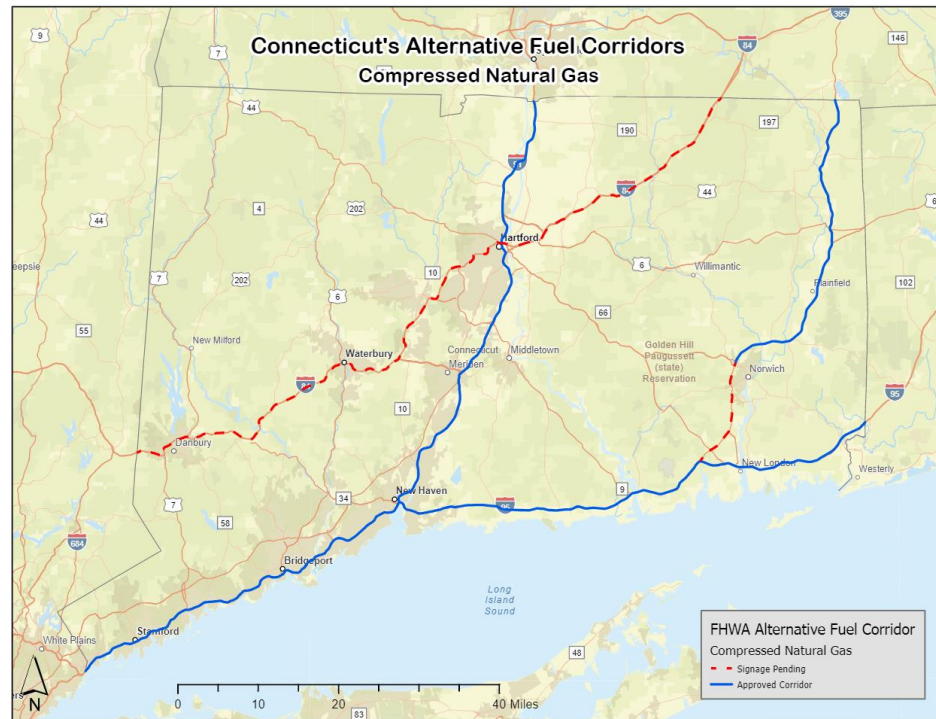 Connecticut's Alternative Fuel Corridors
Compressed Natural Gas
9
7
84
395
146
44
190
197
91
84
44
6
202
4
44
Hartford
10
6
Willimantic
7
202
6
Plainfield
102
55
66
New Milford
Waterbury
Connecticut
Middletown
Meriden
Golden Hill
Paugussett
(state)
Reservation
Norwich
84
10
95
Danbury
New London
Westerly
34
New Haven
9
95
7
58
684
Bridgeport
Long
Island
Sound
Stamford
White Plains
48
83
N
0 10 20 40 Miles
FHWA Alternative Fuel Corridor
Compressed Natural Gas
Signage Pending
Approved Corridor